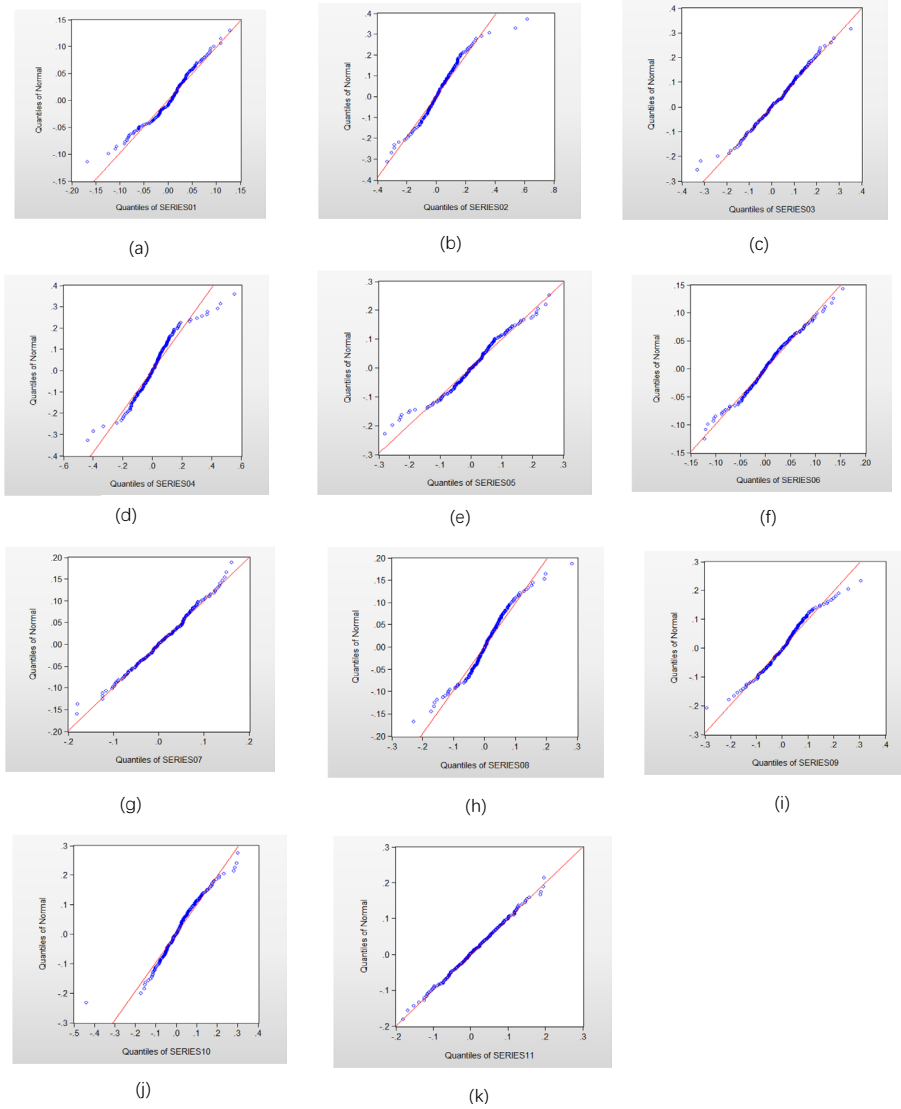 .15
.10
.05
.00
-.05
-.10
-.15
Quantiles of Normal
-.20 -.15 -.10 -.05 .00 .05 .10 .15
Quantiles of SERIES01
(a)
.4
.3
.2
.1
.0
-.1
-.2
-.3
-.4
Quantiles of Normal
-.4 -.2 .0 .2 .4 .6 .8
Quantiles of SERIES02
(b)
.4
.3
.2
.1
.0
-.1
-.2
-.3
Quantiles of Normal
-.4 -.3 -.2 -.1 .0 .1 .2 .3 .4
Quantiles of SERIES03
(c)
.4
.3
.2
.1
.0
-.1
-.2
-.3
-.4
Quantiles of Normal
-.6 -.4 -.2 .0 .2 .4 .6
Quantiles of SERIES04
(d)
.3
.2
.1
.0
-.1
-.2
-.3
Quantiles of Normal
-.3 -.2 -.1 .0 .1 .2 .3
Quantiles of SERIES05
(e)
.15
.10
.05
.00
-.05
-.10
-.15
Quantiles of Normal
-.15 -.10 -.05 .00 .05 .10 .15 .20
Quantiles of SERIES06
(f)
.20
.15
.10
.05
.00
-.05
-.10
-.15
-.20
Quantiles of Normal
-.2 -.1 .0 .1 .2
Quantiles of SERIES07
(g)
.20
.15
.10
.05
.00
-.05
-.10
-.15
-.20
Quantiles of Normal
-.3 -.2 -.1 .0 .1 .2 .3
Quantiles of SERIES08
(h)
.3
.2
.1
.0
-.1
-.2
-.3
Quantiles of Normal
-.3 -.2 -.1 .0 .1 .2 .3 .4
Quantiles of SERIES09
(i)
.3
.2
.1
.0
-.1
-.2
-.3
Quantiles of Normal
-.5 -.4 -.3 -.2 -.1 .0 .1 .2 .3 .4
Quantiles of SERIES10
(j)
.3
.2
.1
.0
-.1
-.2
Quantiles of Normal
-.2 -.1 .0 .1 .2 .3
Quantiles of SERIES11
(k)